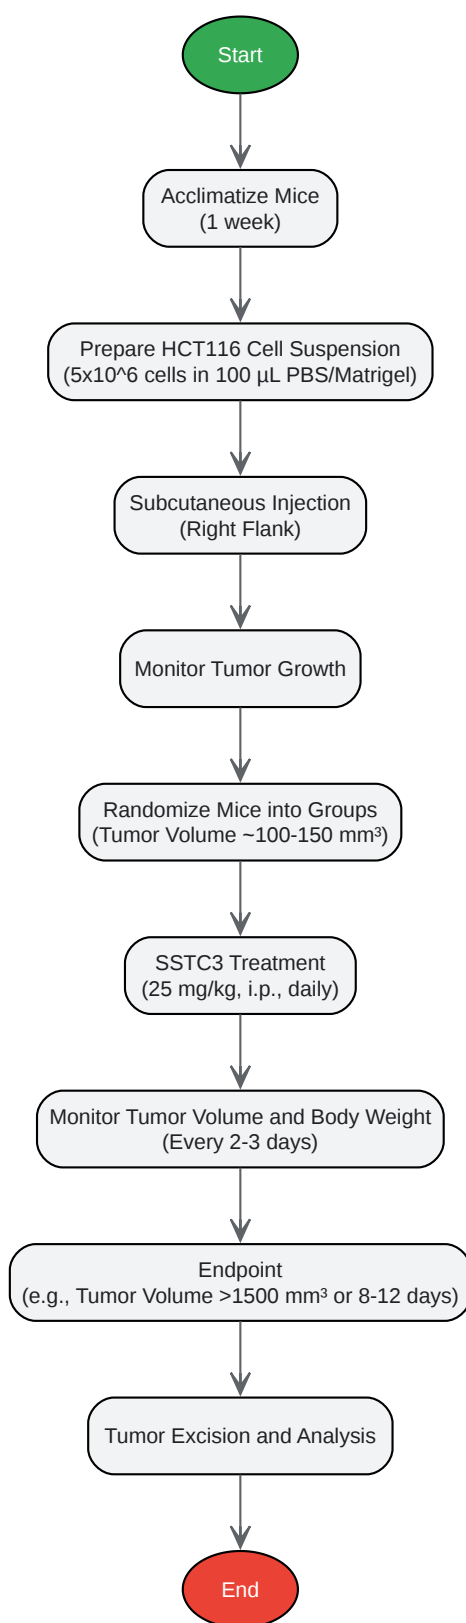 Start
Acclimatize Mice
(1 week)
Prepare HCT116 Cell Suspension
(5x10^6 cells in 100 µL PBS/Matrigel)
Subcutaneous Injection
(Right Flank)
Monitor Tumor Growth
Randomize Mice into Groups
(Tumor Volume ~100-150 mm³)
SSTC3 Treatment
(25 mg/kg, i.p., daily)
Monitor Tumor Volume and Body Weight
(Every 2-3 days)
Endpoint
(e.g., Tumor Volume >1500 mm³ or 8-12 days)
Tumor Excision and Analysis
End